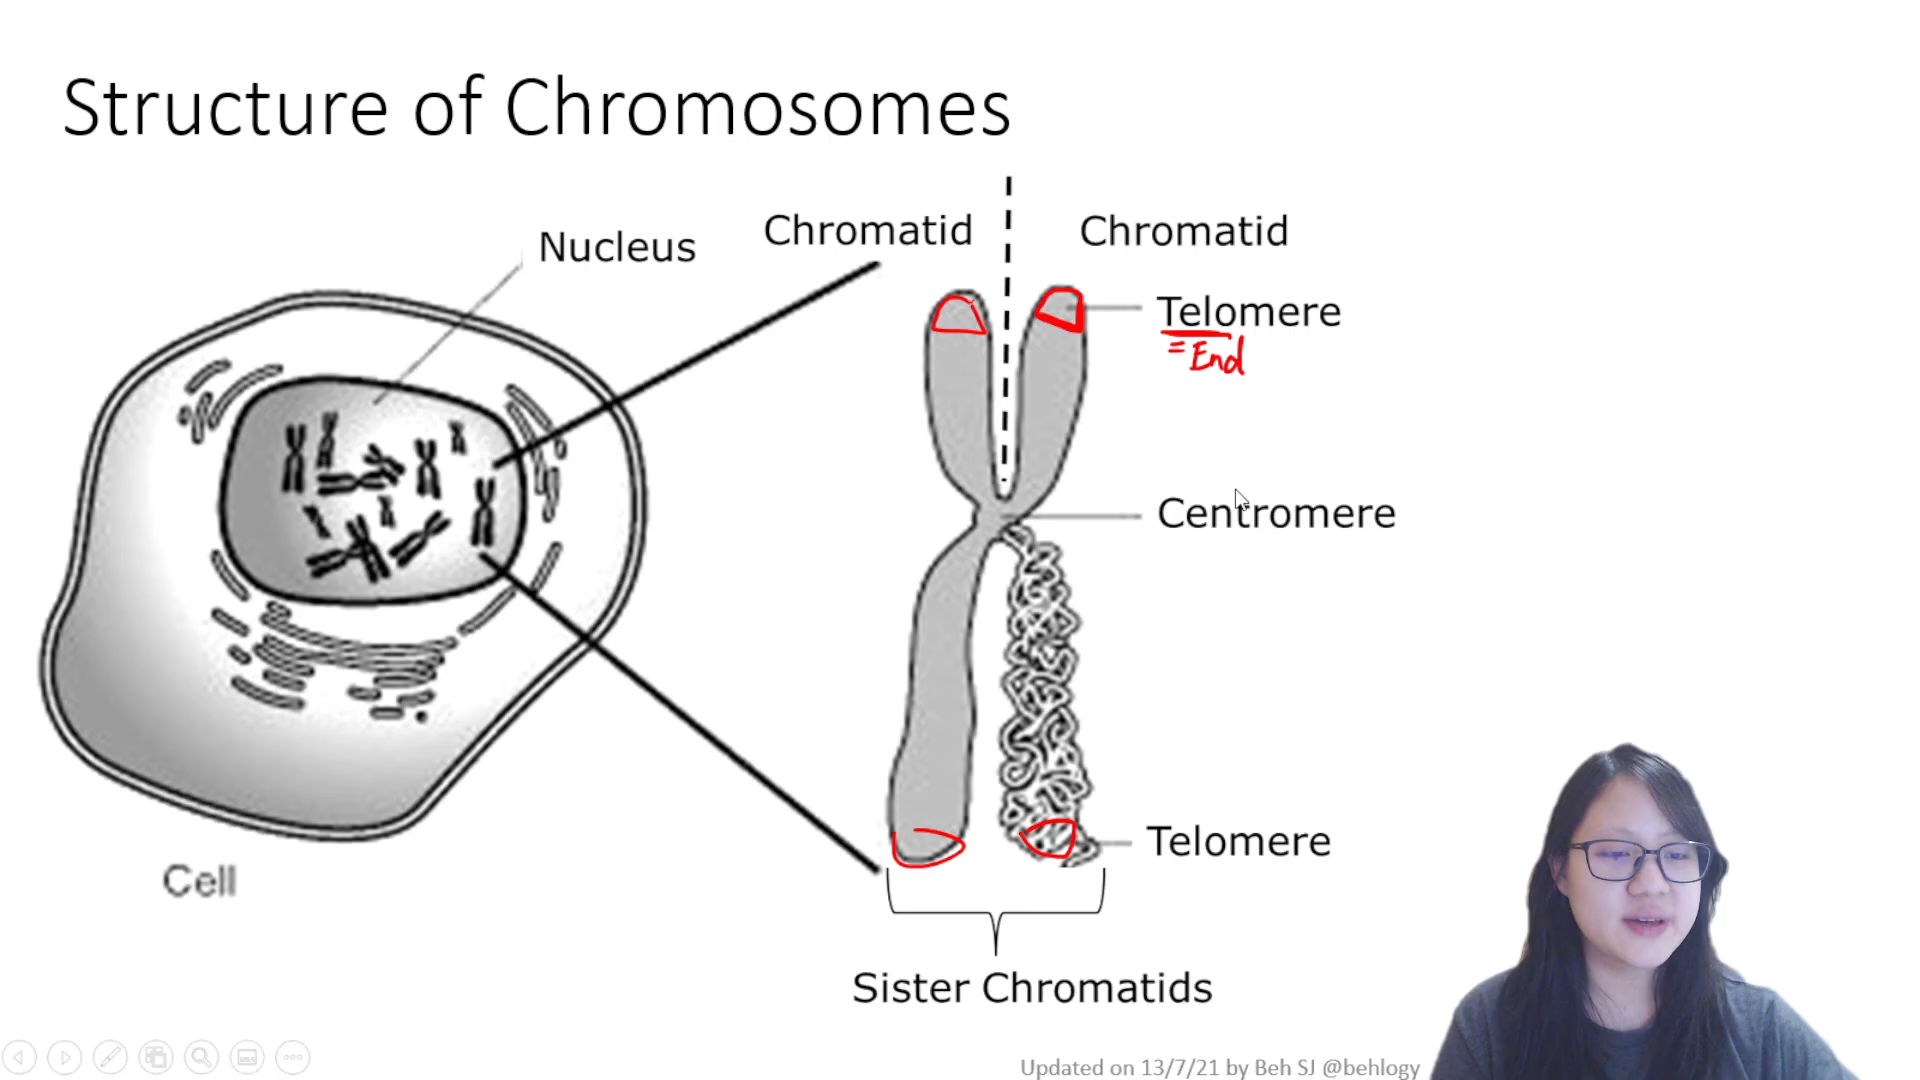 Structure of Chromosomes
Nucleus
Chromatid
Chromatid
Telomere
= End
Centromere
Telomere
Cell
Sister Chromatids
Updated on 13/7/21 by Beh SJ @behlogy